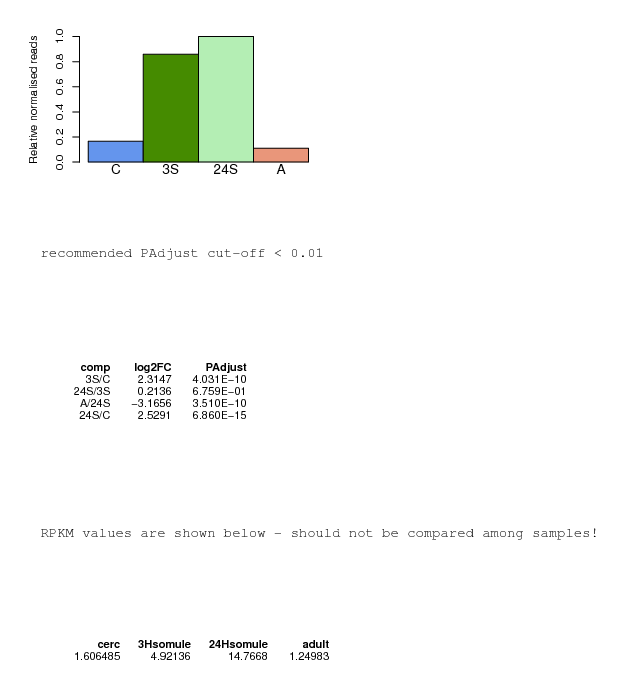 Relative normalised reads
1.0
0.8
0.6
0.4
0.2
0.0
C 3S 24S A
recommended PAdjust cut-off < 0.01
comp log2FC PAdjust
3S/C 2.3147 4.031E-10
24S/3S 0.2136 6.759E-01
A/24S -3.1656 3.510E-10
24S/C 2.5291 6.860E-15
RPKM values are shown below - should not be compared among samples!
cerc 3Hsomule 24Hsomule adult
1.606485 4.92136 14.7668 1.24983